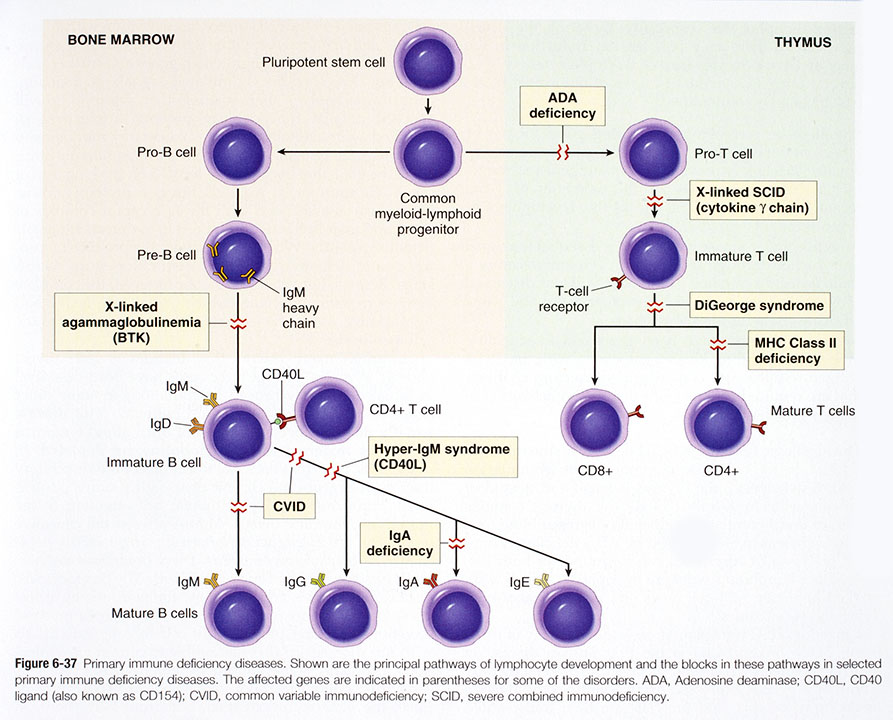 BONE MARROW
THYMUS
Pluripotent stem cell
ADA
deficiency
Pro-B cell
Common
myeloid-lymphoid
progenitor
Pro-T cell
X-linked SCID
(cytokine γ chain)
Pre-B cell
IgM
heavy
chain
Immature T cell
T-cell
receptor
X-linked
agammaglobulinemia
(BTK)
DiGeorge syndrome
MHC Class II
deficiency
IgM
CD40L
IgD
CD4+ T cell
Immature B cell
Mature T cells
CD8+
CD4+
Hyper-IgM syndrome
(CD40L)
CVID
IgA
deficiency
IgM
IgG
IgA
IgE
Mature B cells
Figure 6-37 Primary immune deficiency diseases. Shown are the principal pathways of lymphocyte development and the blocks in these pathways in selected
primary immune deficiency diseases. The affected genes are indicated in parentheses for some of the disorders. ADA, Adenosine deaminase; CD40L, CD40
ligand (also known as CD154); CVID, common variable immunodeficiency; SCID, severe combined immunodeficiency.